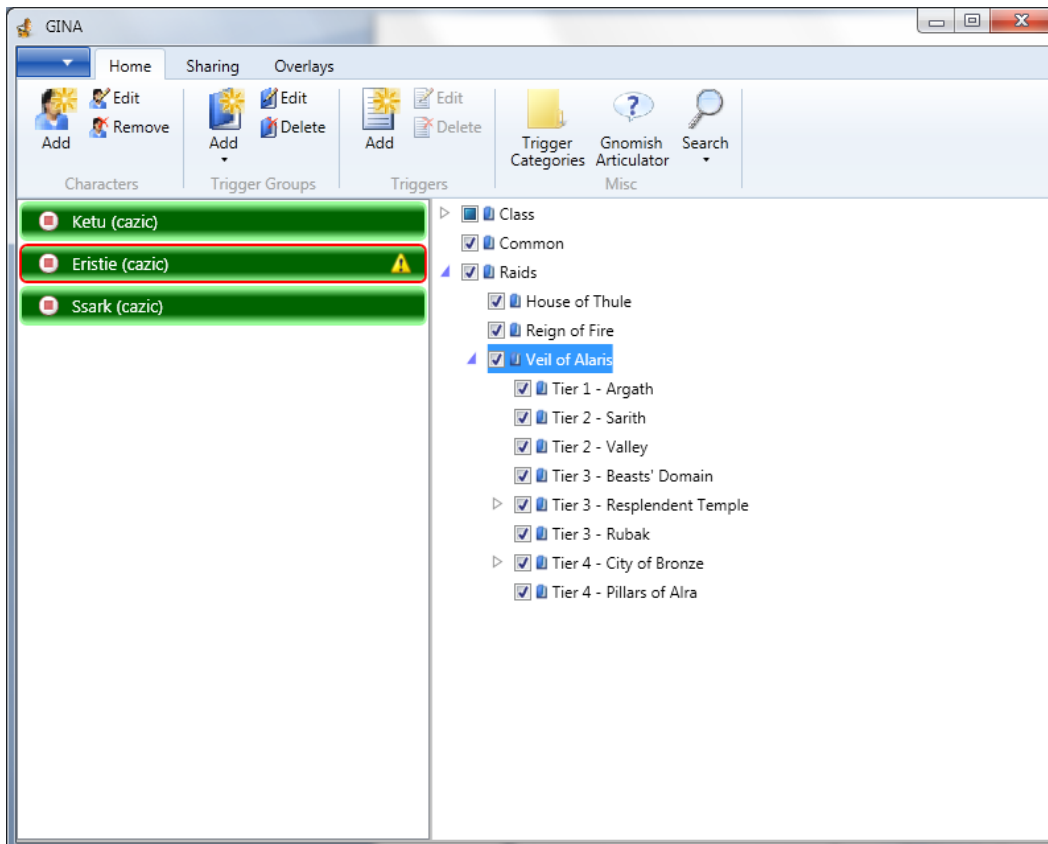 GINA
Home Sharing Overlays
Add Edit Remove
Characters
Add Edit Delete
Trigger Groups
Add Edit Delete
Triggers
Trigger Categories
Gnomish Articulator
Search
Misc
Ketu (cazic)
Eristie (cazic)
Ssark (cazic)
Class
Common
Raids
House of Thule
Reign of Fire
Veil of Alaris
Tier 1 - Argath
Tier 2 - Sarith
Tier 2 - Valley
Tier 3 - Beasts' Domain
Tier 3 - Resplendent Temple
Tier 3 - Rubak
Tier 4 - City of Bronze
Tier 4 - Pillars of Alra